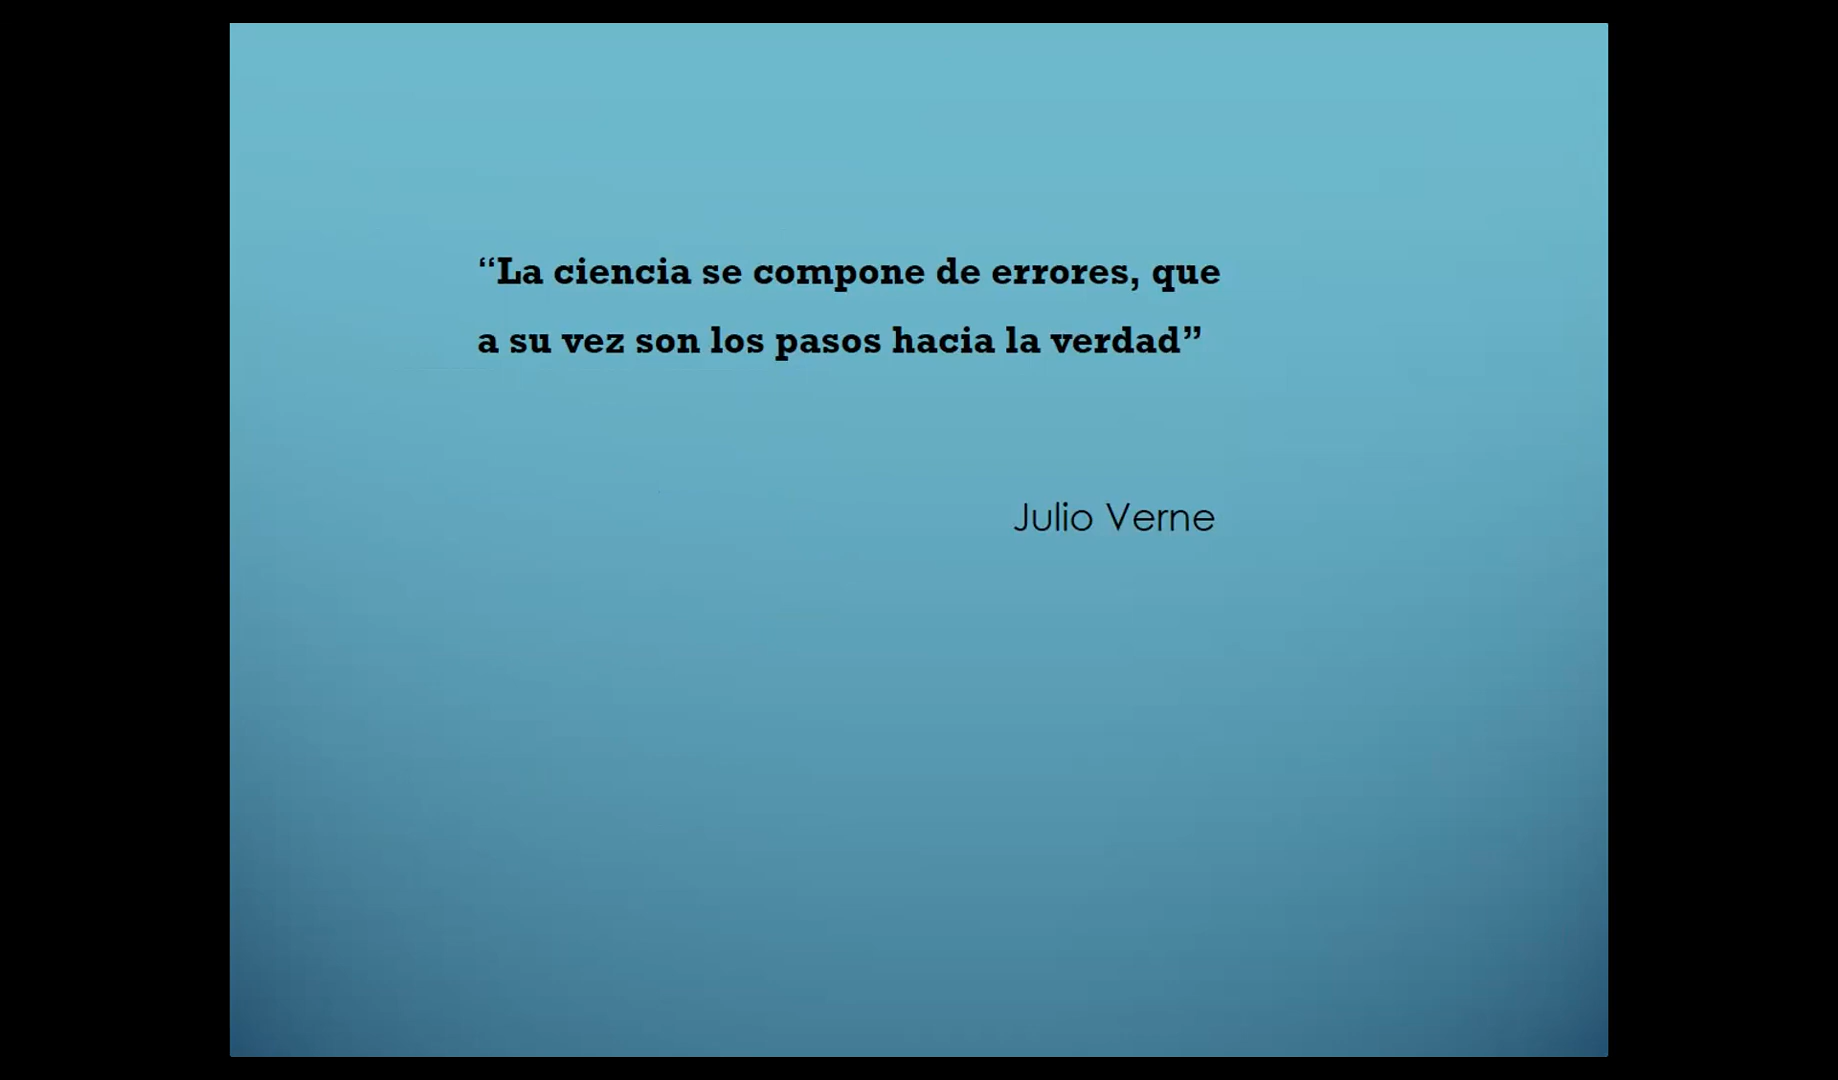 “La ciencia se compone de errores, que
a su vez son los pasos hacia la verdad”
Julio Verne